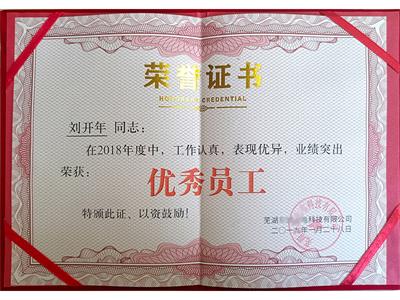 荣誉证书
HONORARY CREDENTIAL
刘开年 同志：
在2018年度中，工作认真，表现优异，业绩突出
荣获：
优秀员工
特颁此证、以资鼓励！
芜湖 科技有限公司
二〇一九年一月二十八日